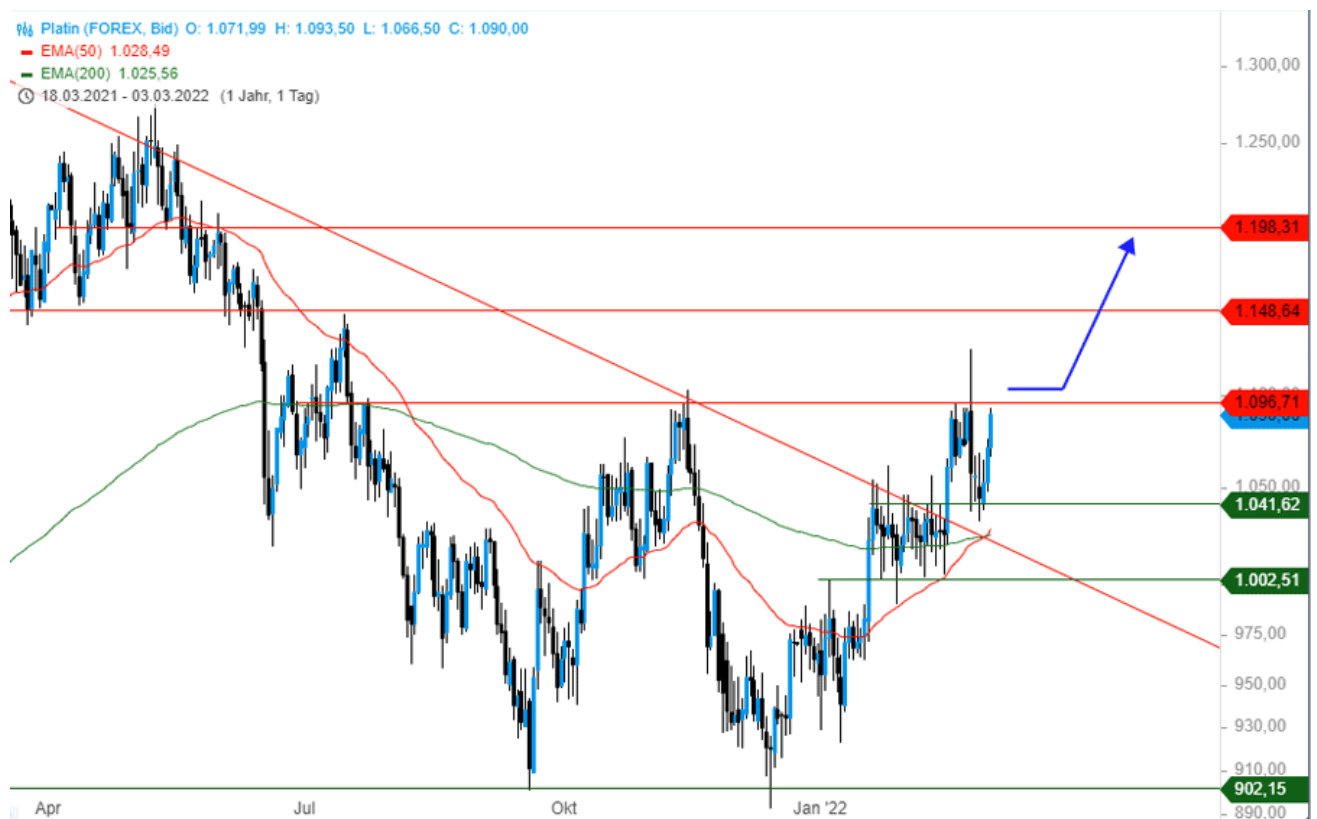 Platin (FOREX, Bid) O: 1.071,99 H: 1.093,50 L: 1.066,50 C: 1.090,00
EMA(50) 1.028,49
EMA(200) 1.025,56
18.03.2021 - 03.03.2022 (1 Jahr, 1 Tag)
1.300,00
1.250,00
1.198,31
1.148,64
1.096,71
1.050,00
1.041,62
1.002,51
975,00
950,00
930,00
910,00
902,15
890,00
Apr Jul Okt Jan '22